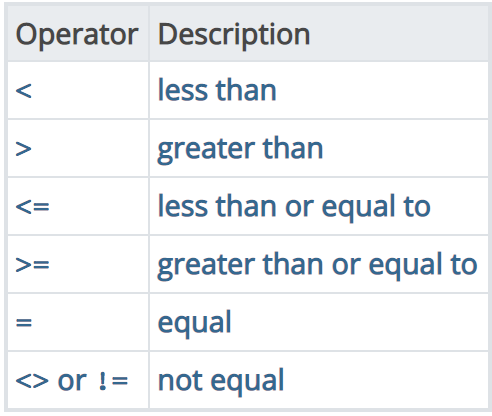 Operator Description
< less than
> greater than
<= less than or equal to
>= greater than or equal to
= equal
<> or != not equal